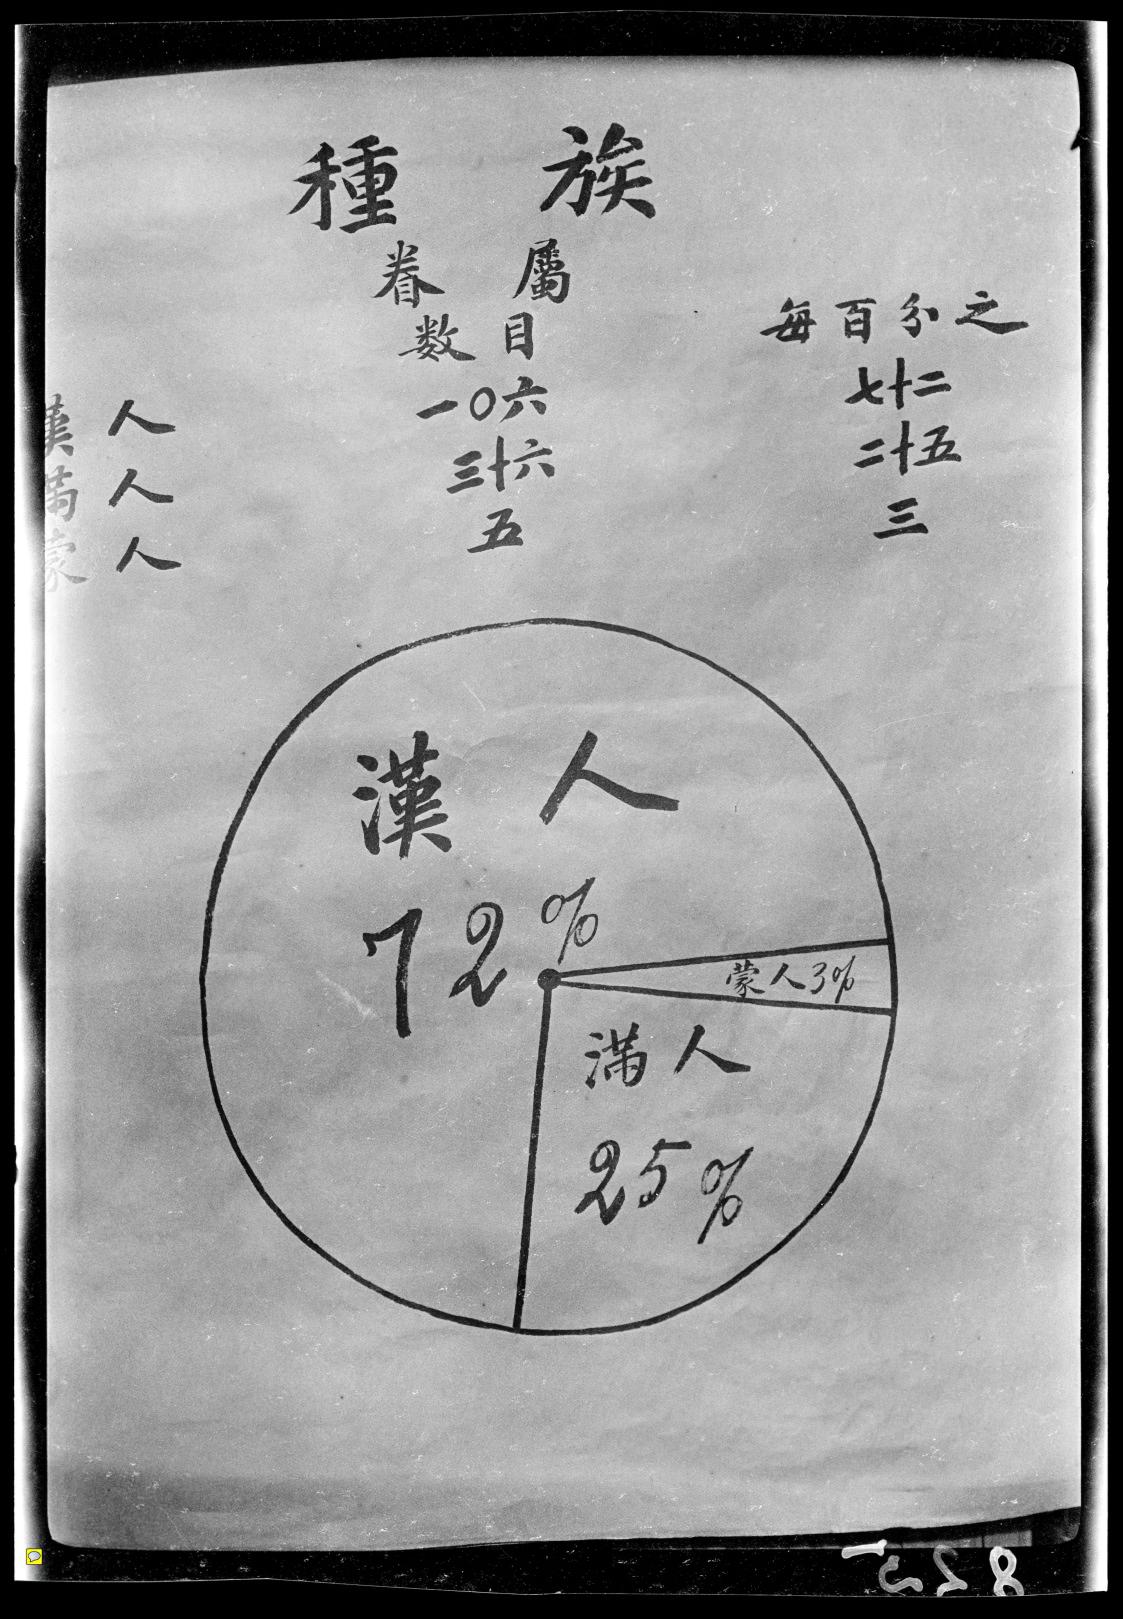 種族
眷屬
数目
每百分之
漢人 一〇六 七十二
滿人 三十六 二十五
蒙人 五 三
漢人
72%
蒙人3%
滿人
25%
825